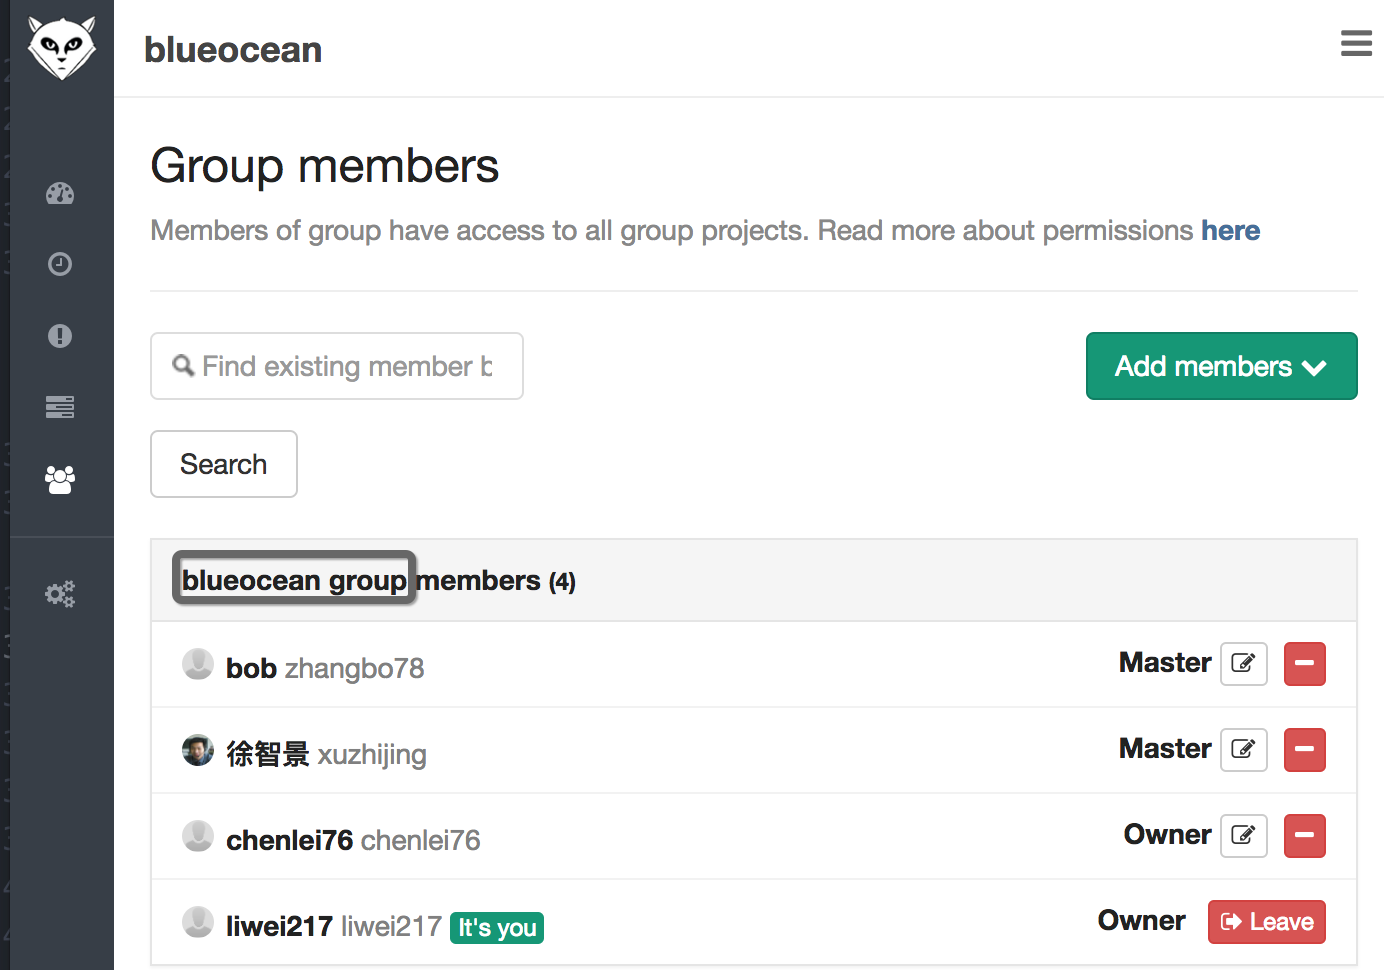 blueocean
Group members
Members of group have access to all group projects. Read more about permissions here
Find existing member b
Add members
Search
blueocean group members (4)
bob zhangbo78 Master
徐智景 xuzhijing Master
chenlei76 chenlei76 Owner
liwei217 liwei217 It's you Owner Leave